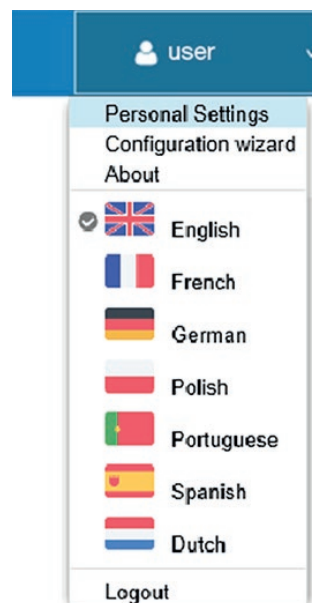 user
Personal Settings
Configuration wizard
About
English
French
German
Polish
Portuguese
Spanish
Dutch
Logout